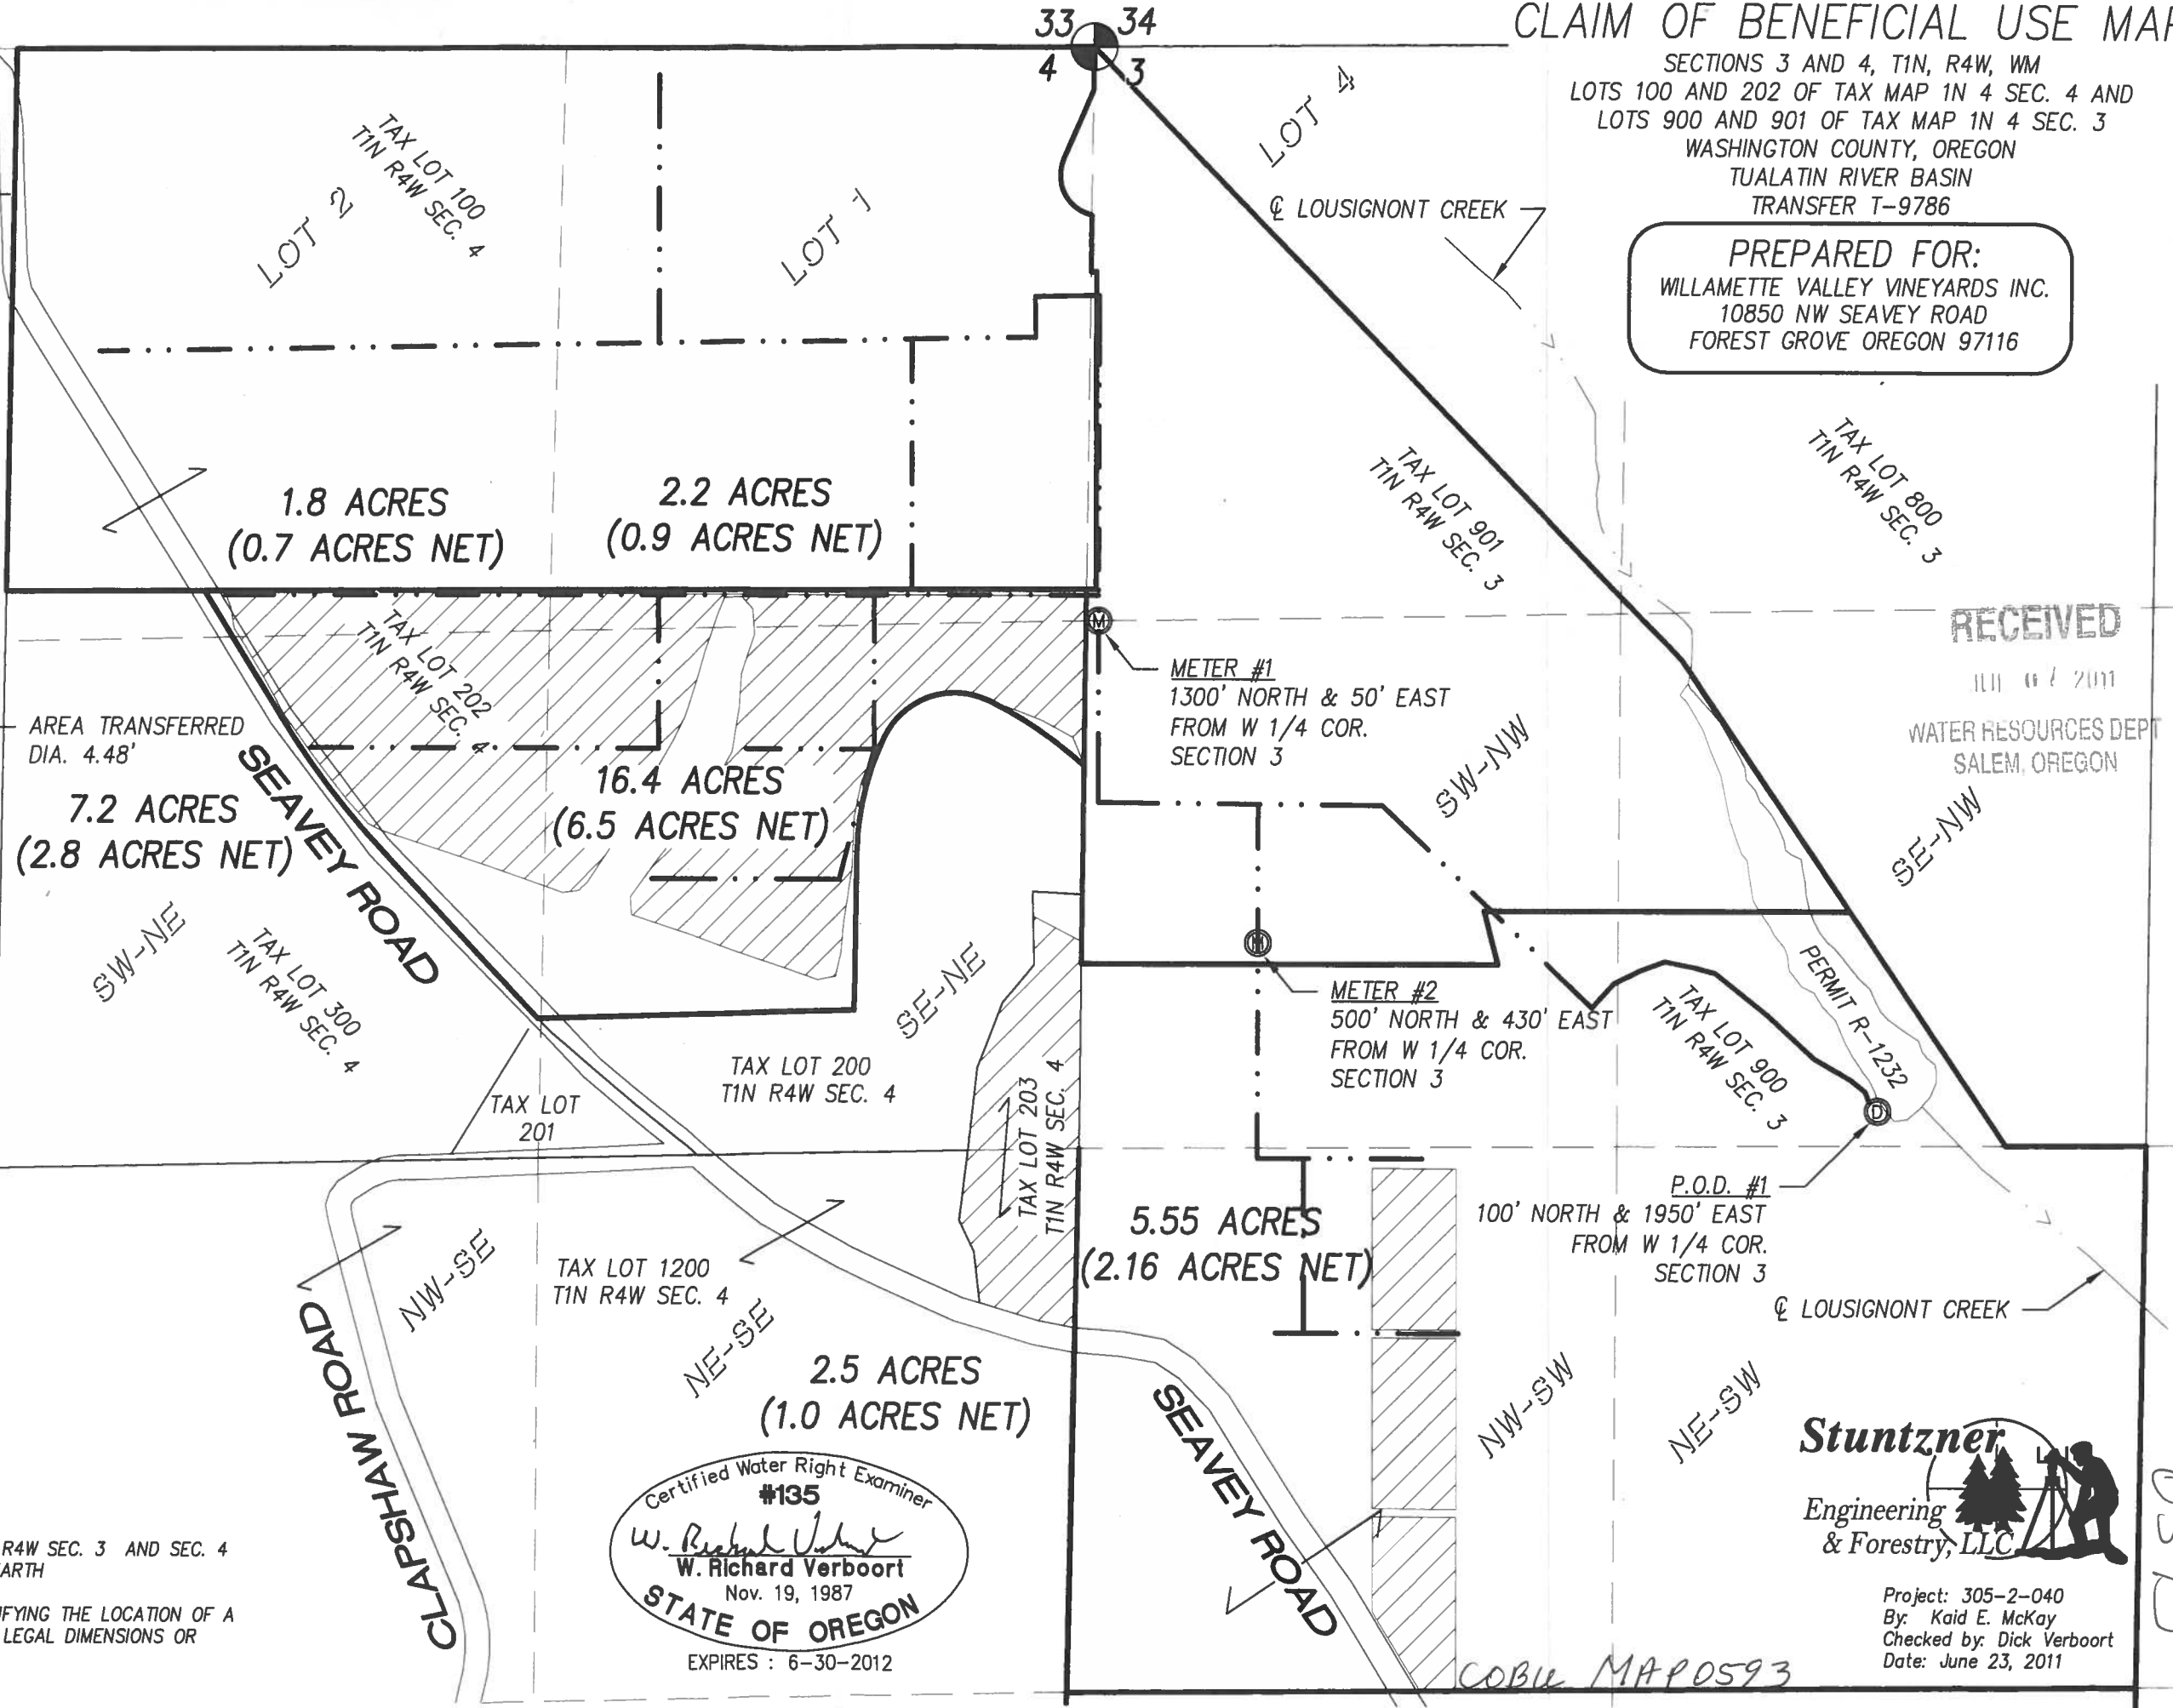 CLAIM OF BENEFICIAL USE MAP
SECTIONS 3 AND 4, T1N, R4W, WM
LOTS 100 AND 202 OF TAX MAP 1N 4 SEC. 4 AND
LOTS 900 AND 901 OF TAX MAP 1N 4 SEC. 3
WASHINGTON COUNTY, OREGON
TUALATIN RIVER BASIN
TRANSFER T-9786
PREPARED FOR:
WILLAMETTE VALLEY VINEYARDS INC.
10850 NW SEAVEY ROAD
FOREST GROVE OREGON 97116
33 34
4 3
LOT 4
℄ LOUSIGNONT CREEK
TAX LOT 100
T1N R4W SEC. 4
LOT 2
LOT 1
1.8 ACRES
(0.7 ACRES NET)
2.2 ACRES
(0.9 ACRES NET)
TAX LOT 901
T1N R4W SEC. 3
TAX LOT 800
T1N R4W SEC. 3
RECEIVED
2011
WATER RESOURCES DEPT
SALEM, OREGON
TAX LOT 202
T1N R4W SEC. 4
M
METER #1
1300' NORTH & 50' EAST
FROM W 1/4 COR.
SECTION 3
SW-NW
SE-NW
AREA TRANSFERRED
DIA. 4.48'
SEAVEY ROAD
7.2 ACRES
(2.8 ACRES NET)
16.4 ACRES
(6.5 ACRES NET)
SW-NE
TAX LOT 300
T1N R4W SEC. 4
SE-NE
M
METER #2
500' NORTH & 430' EAST
FROM W 1/4 COR.
SECTION 3
TAX LOT 900
T1N R4W SEC. 3
PERMIT R-1232
D
TAX LOT 200
T1N R4W SEC. 4
TAX LOT
201
TAX LOT 203
T1N R4W SEC. 4
P.O.D. #1
100' NORTH & 1950' EAST
FROM W 1/4 COR.
SECTION 3
5.55 ACRES
(2.16 ACRES NET)
℄ LOUSIGNONT CREEK
NW-SE
TAX LOT 1200
T1N R4W SEC. 4
NE-SE
2.5 ACRES
(1.0 ACRES NET)
CLAPSHAW ROAD
SEAVEY ROAD
NW-SW
NE-SW
Certified Water Right Examiner
#135
W. Richard Verboort
W. Richard Verboort
Nov. 19, 1987
STATE OF OREGON
EXPIRES : 6-30-2012
R4W SEC. 3 AND SEC. 4
ARTH
FYING THE LOCATION OF A
LEGAL DIMENSIONS OR
Stuntzner
Engineering
& Forestry, LLC
Project: 305-2-040
By: Kaid E. McKay
Checked by: Dick Verboort
Date: June 23, 2011
COBU MAP0593